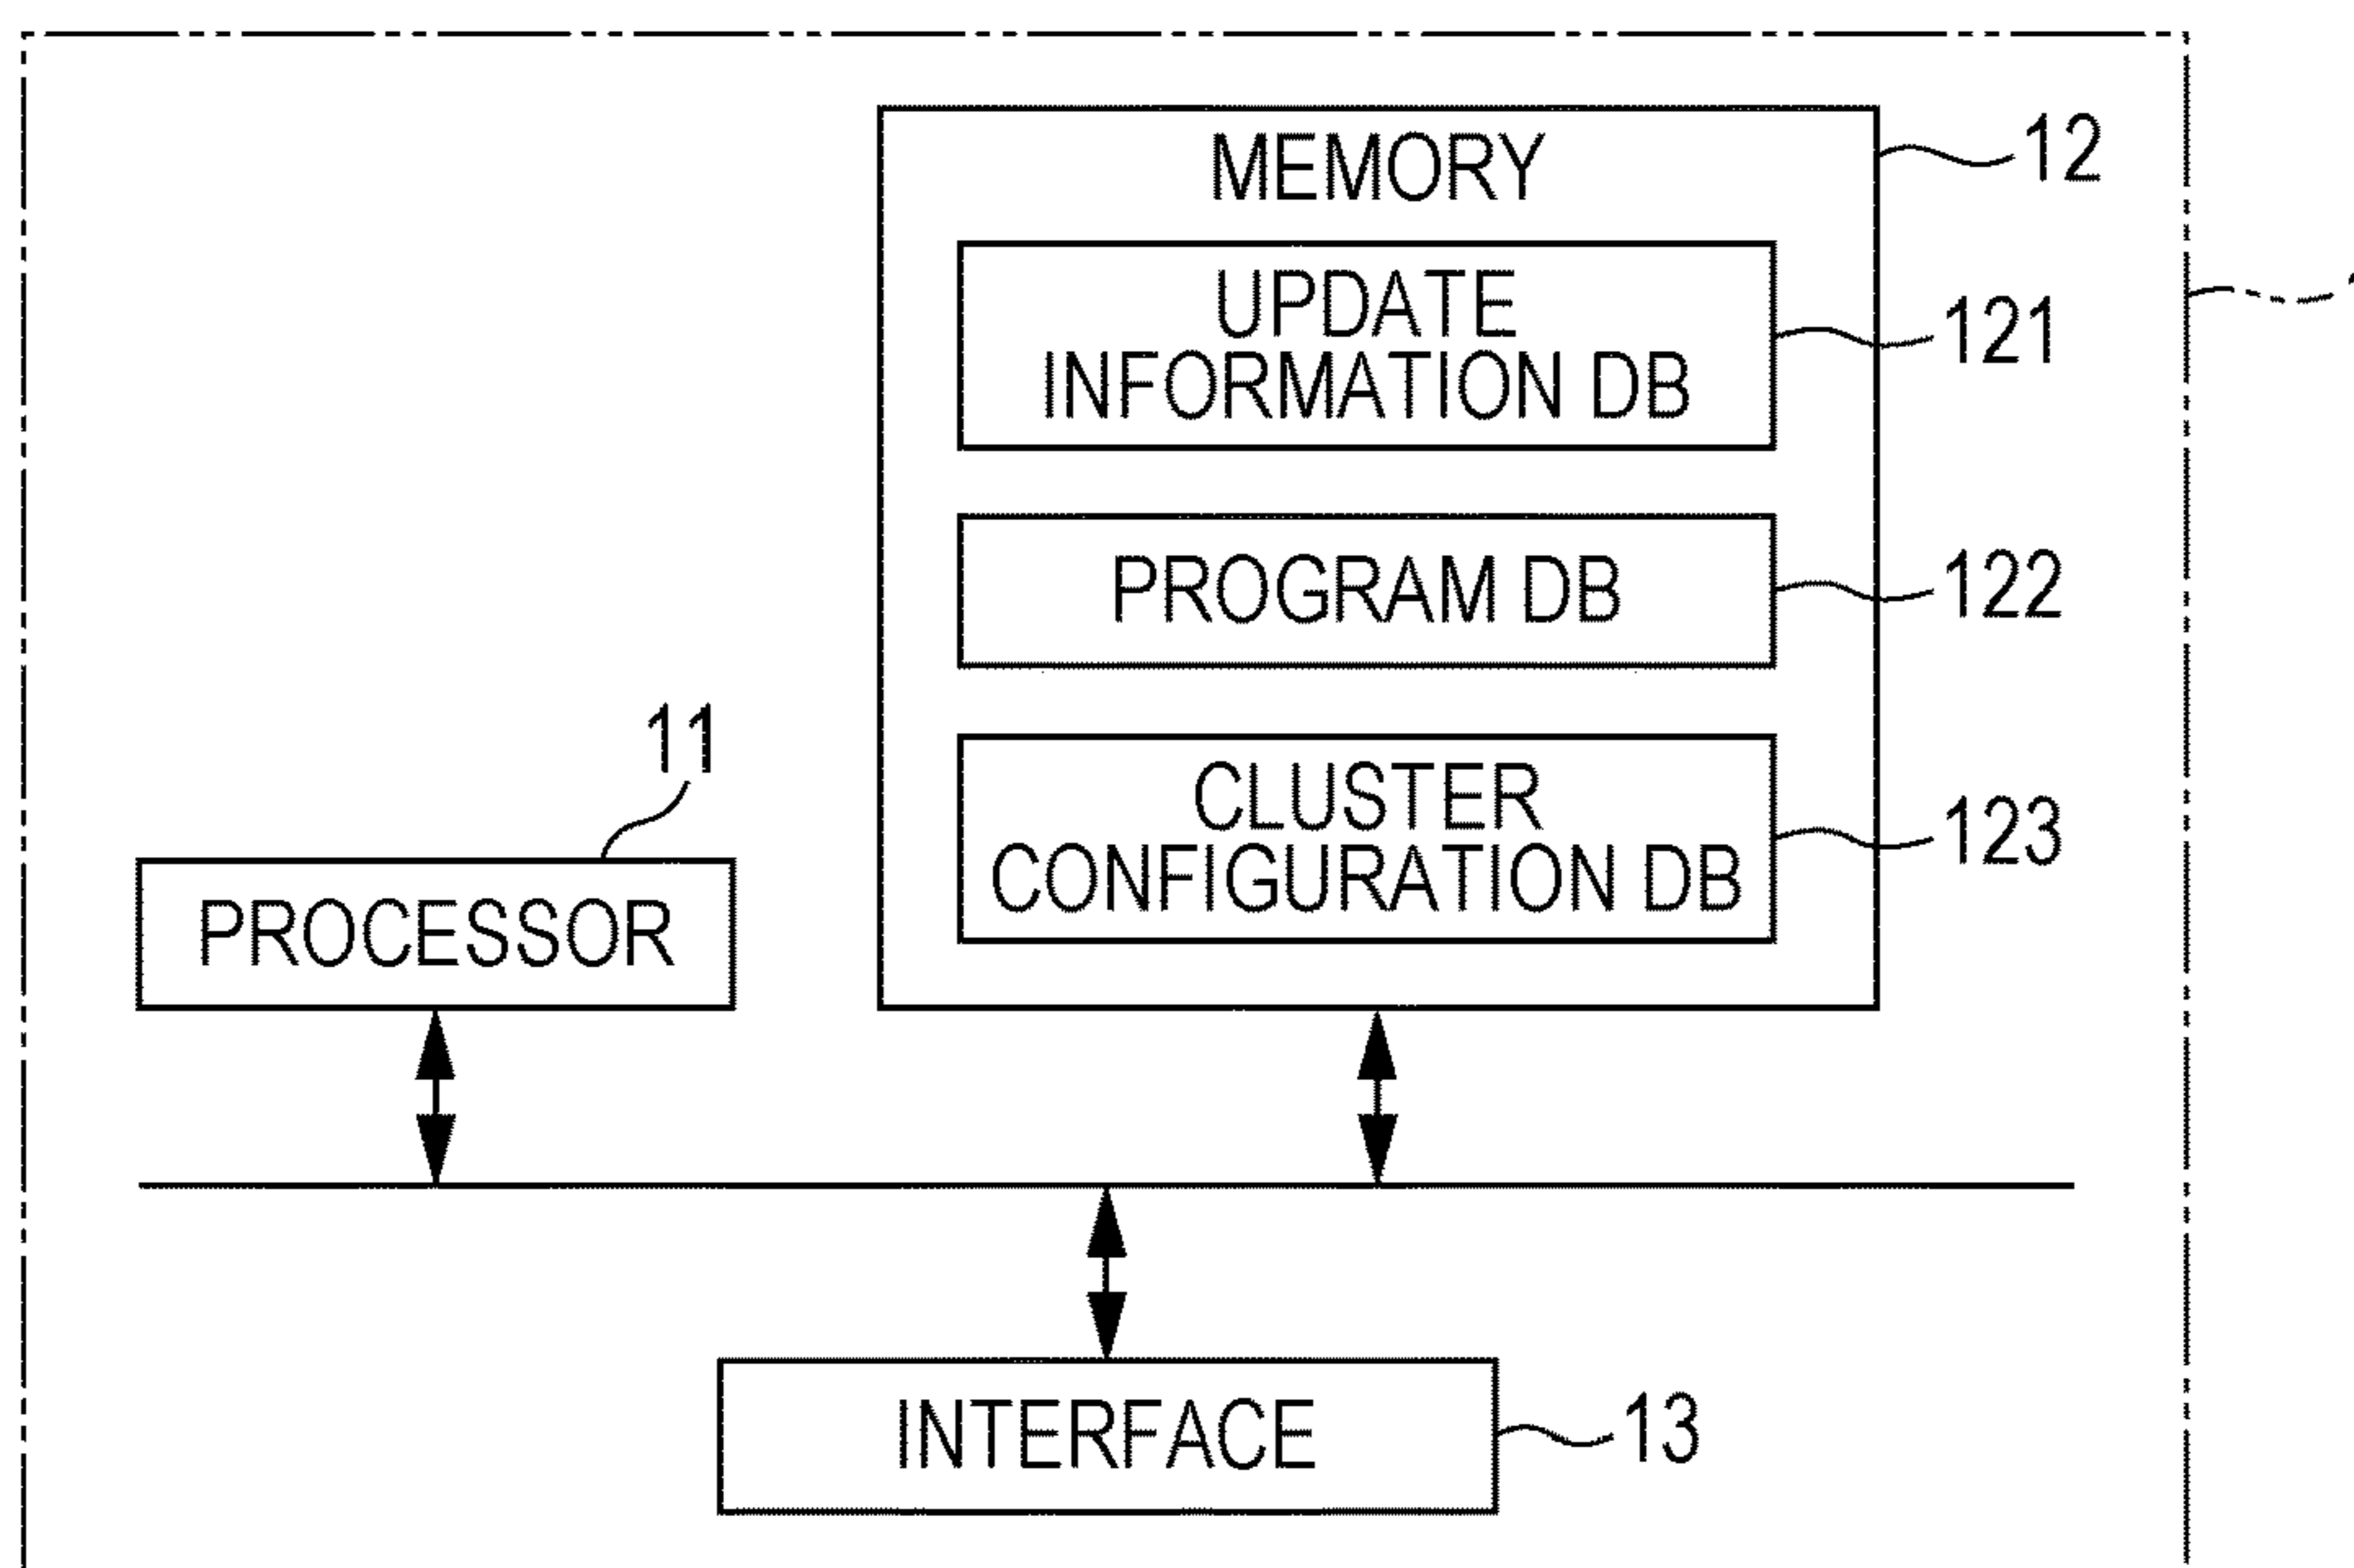 MEMORY
12
UPDATE
INFORMATION DB
121
PROGRAM DB
122
CLUSTER
CONFIGURATION DB
123
11
PROCESSOR
INTERFACE
13